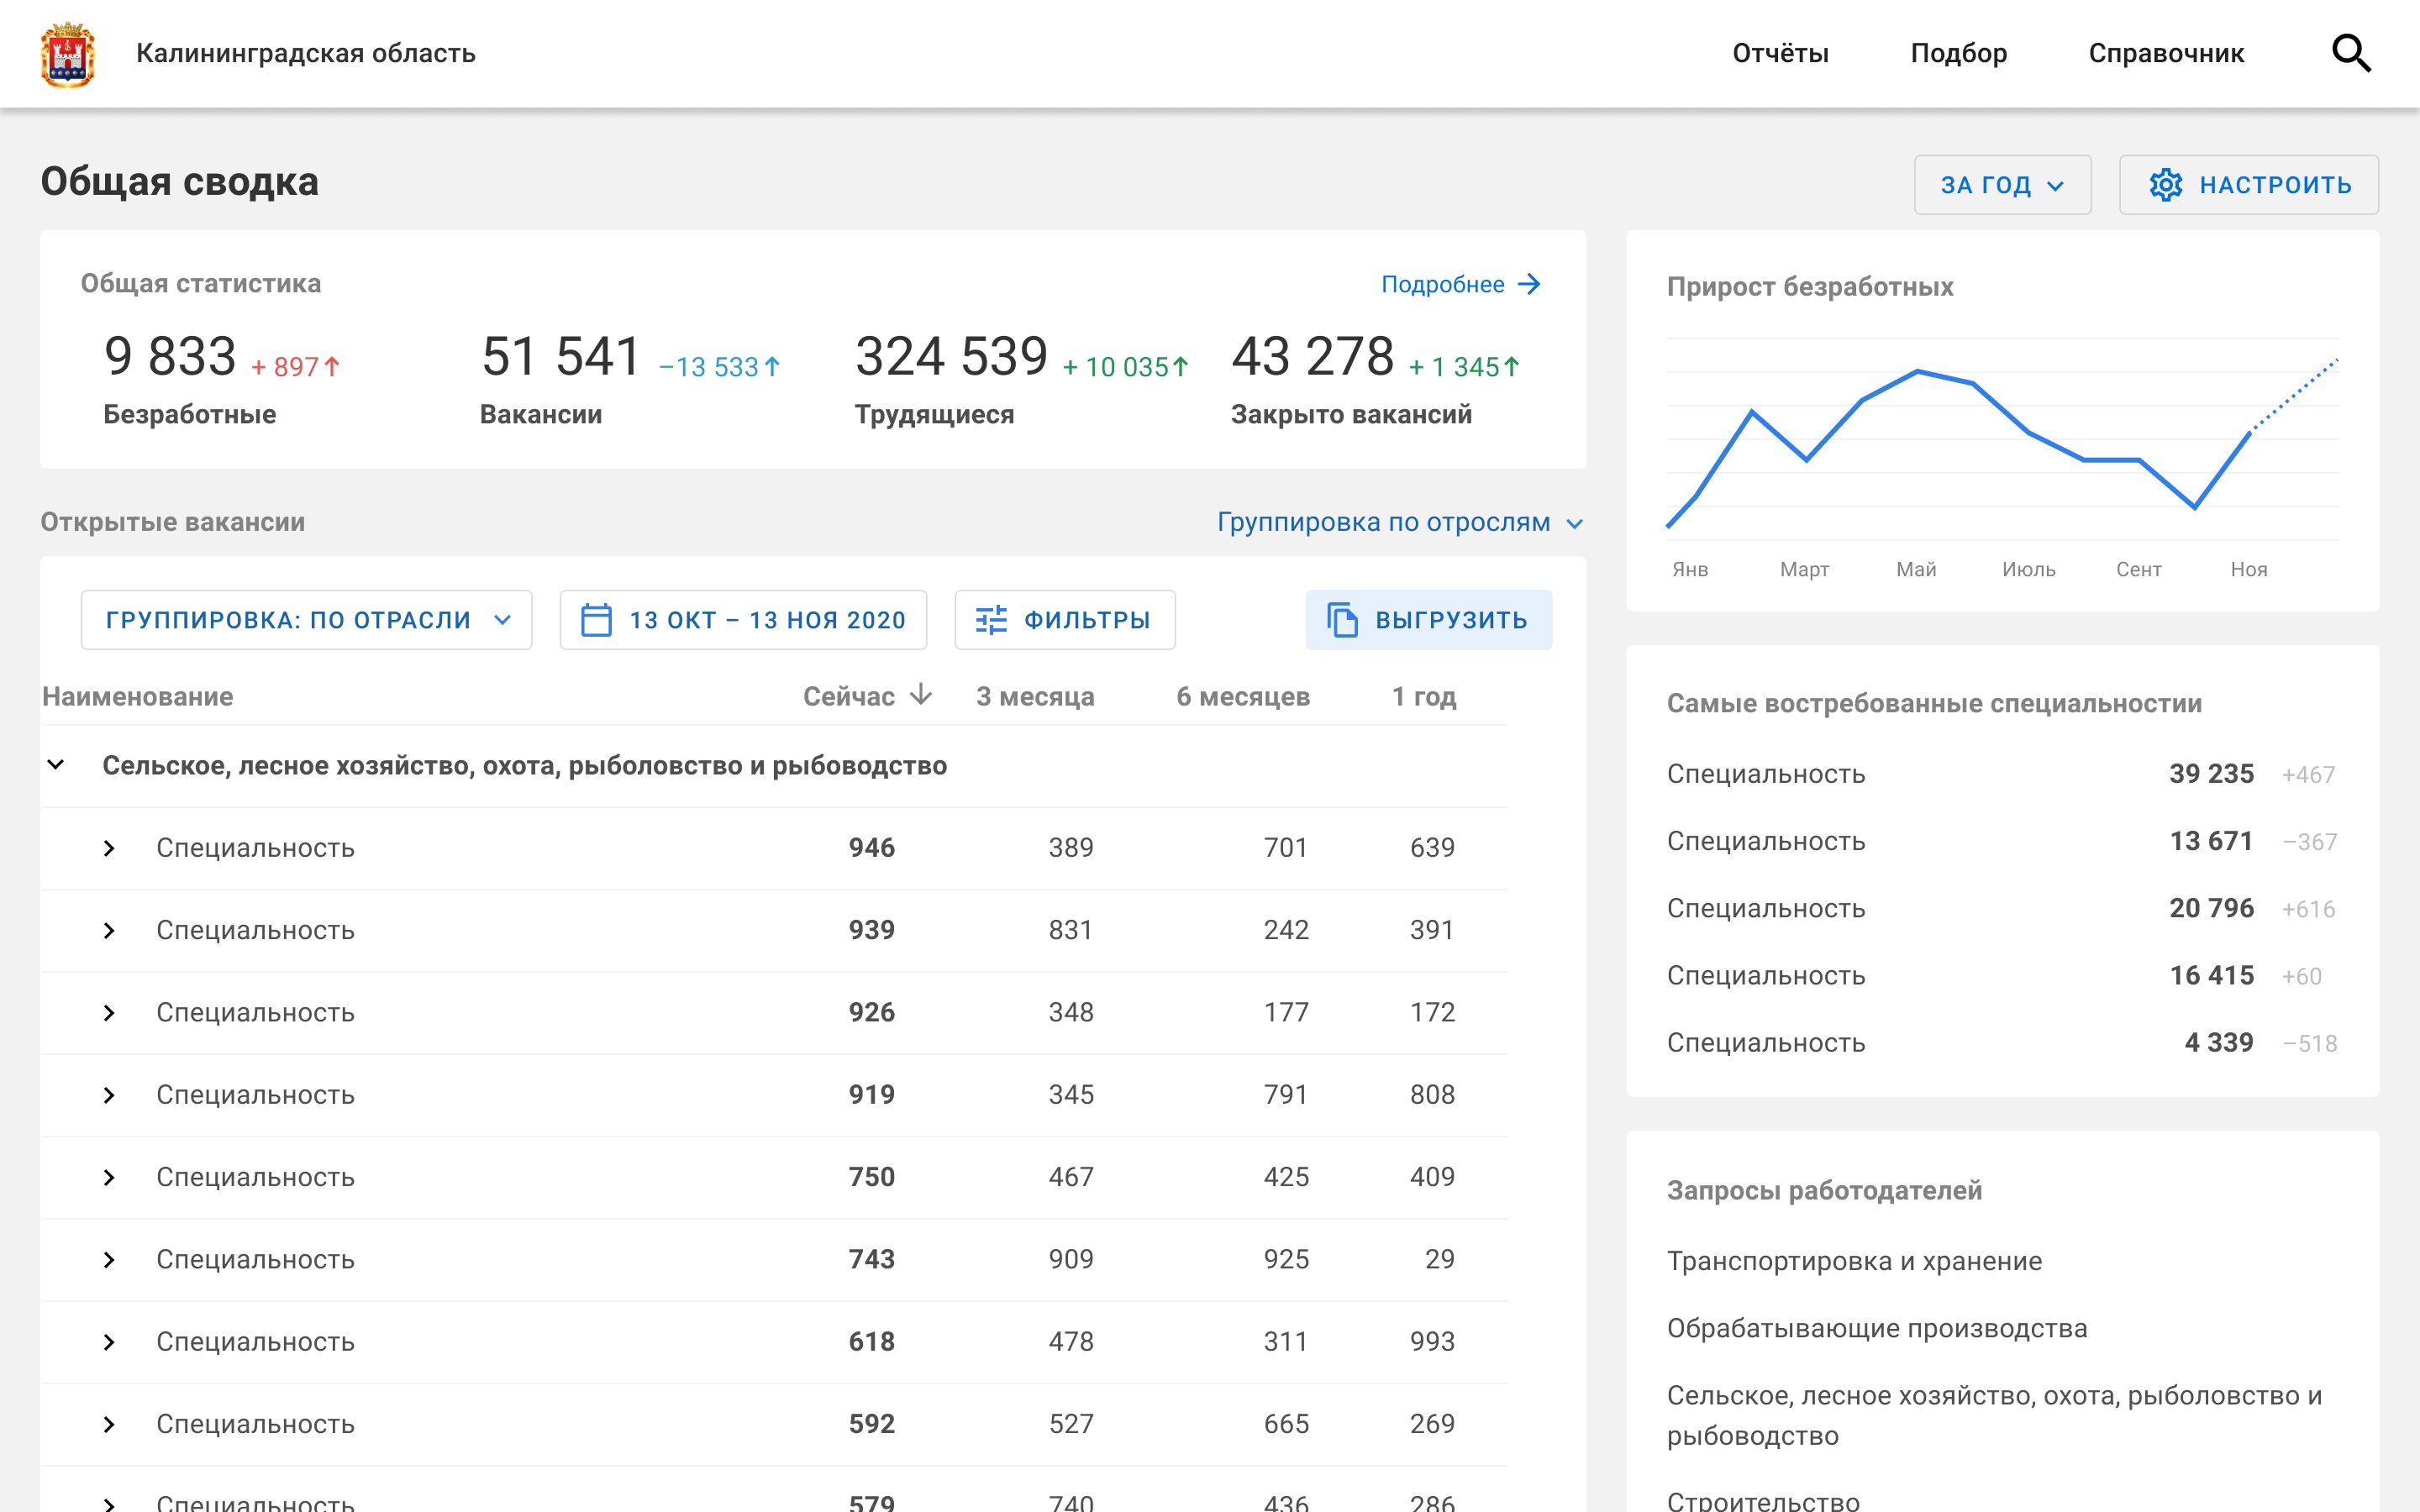 Калининградская область
Отчёты Подбор Справочник
Общая сводка
ЗА ГОД
НАСТРОИТЬ
Общая статистика
Подробнее
9 833 + 897
Безработные
51 541 –13 533
Вакансии
324 539 + 10 035
Трудящиеся
43 278 + 1 345
Закрыто вакансий
Открытые вакансии
Группировка по отрослям
ГРУППИРОВКА: ПО ОТРАСЛИ
13 ОКТ – 13 НОЯ 2020
ФИЛЬТРЫ
ВЫГРУЗИТЬ
Наименование Сейчас 3 месяца 6 месяцев 1 год
Сельское, лесное хозяйство, охота, рыболовство и рыбоводство
Специальность 946 389 701 639
Специальность 939 831 242 391
Специальность 926 348 177 172
Специальность 919 345 791 808
Специальность 750 467 425 409
Специальность 743 909 925 29
Специальность 618 478 311 993
Специальность 592 527 665 269
Специальность 579 740 436 286
Прирост безработных
Янв Март Май Июль Сент Ноя
Самые востребованные специальностии
Специальность 39 235 +467
Специальность 13 671 –367
Специальность 20 796 +616
Специальность 16 415 +60
Специальность 4 339 –518
Запросы работодателей
Транспортировка и хранение
Обрабатывающие производства
Сельское, лесное хозяйство, охота, рыболовство и
рыбоводство
Строительство